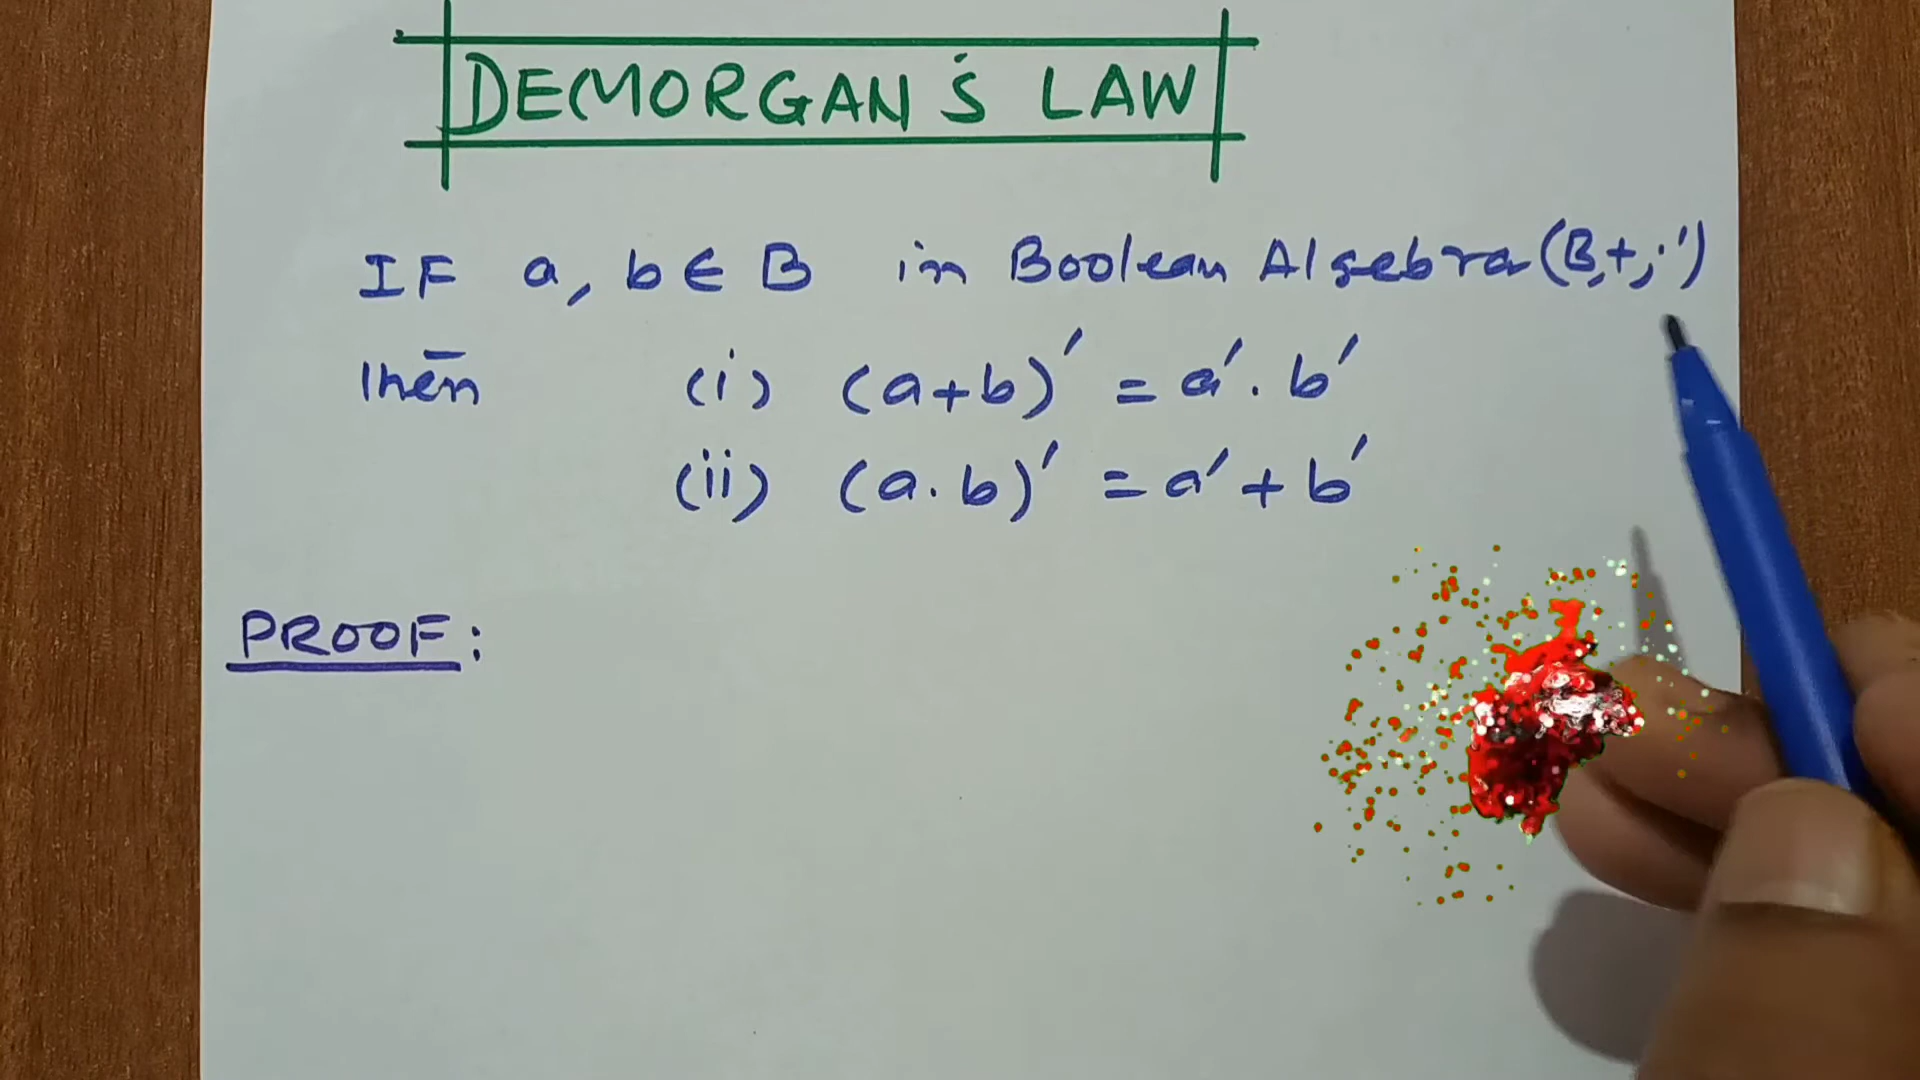 DEMORGAN'S LAW
IF a, b ∈ B in Boolean Algebra (B, +, ·, ')
Then (i) (a+b)' = a'. b'
(ii) (a. b)' = a' + b'
PROOF: